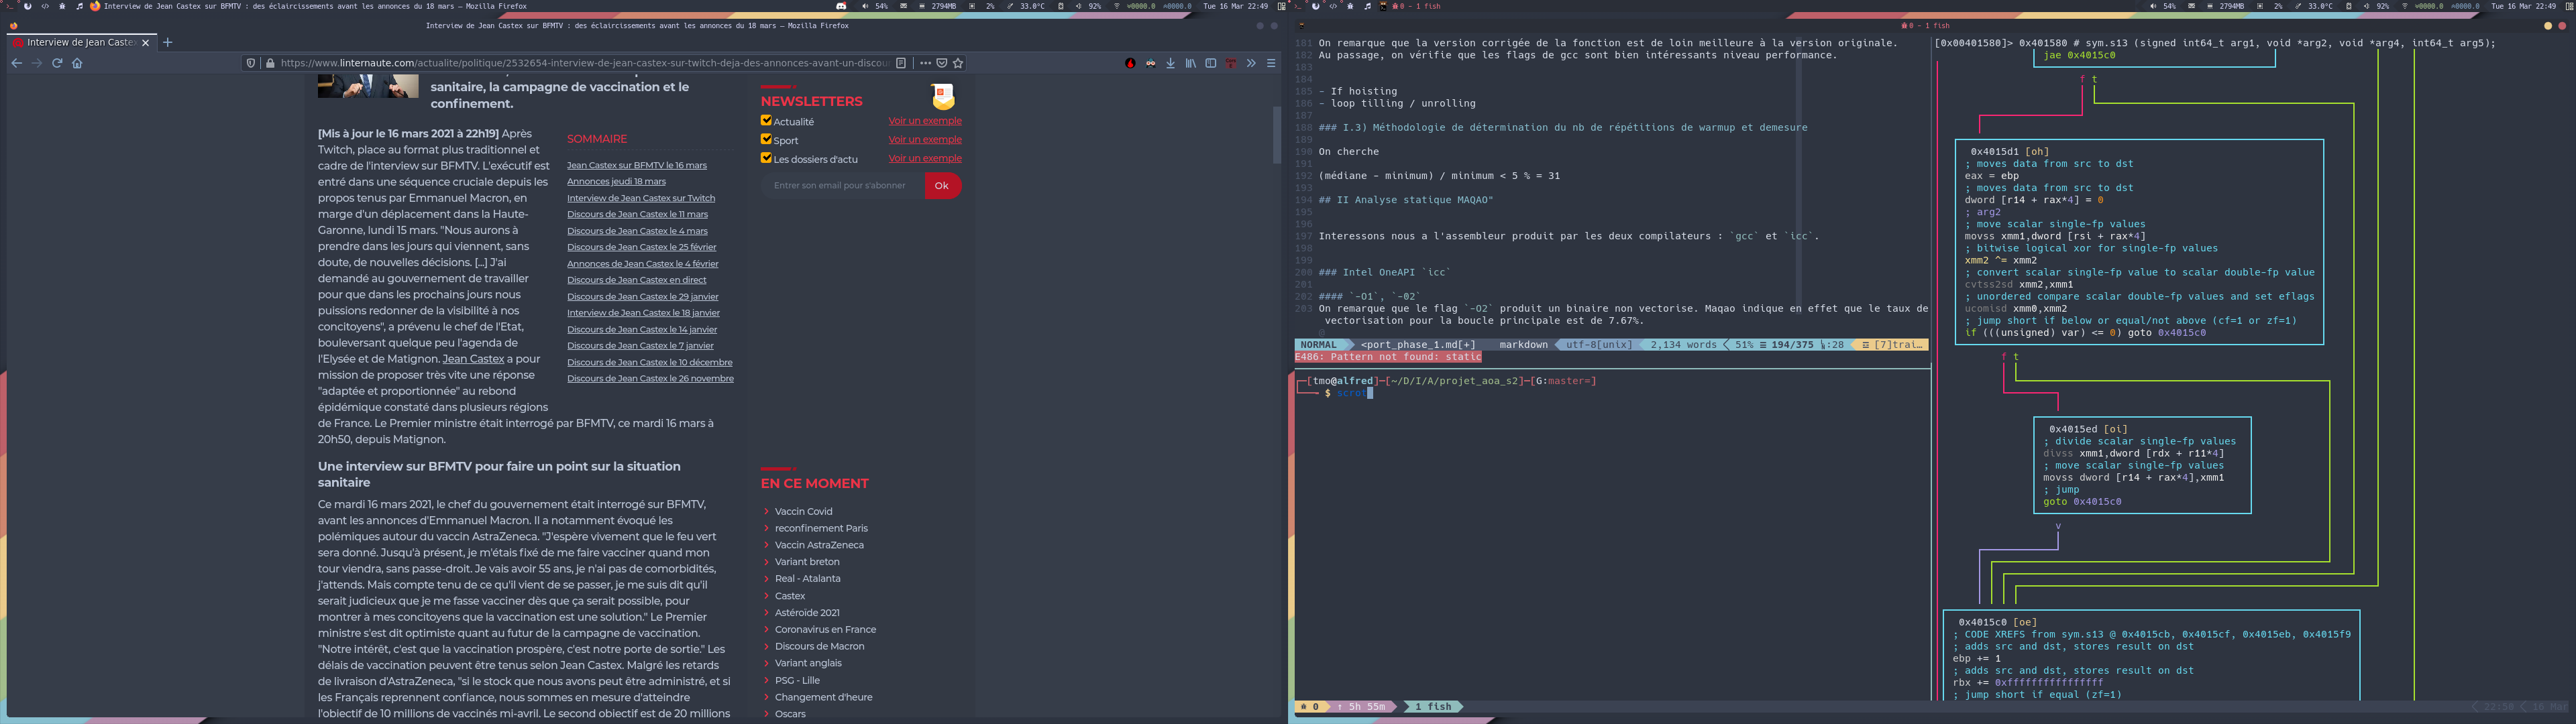 Interview de Jean Castex sur BFMTV : des éclaircissements avant les annonces du 18 mars — Mozilla Firefox
54% 2794MB 2% 33.0°C 92% 0000.0 0000.0 Tue 16 Mar 22:49
Interview de Jean Castex sur BFMTV : des éclaircissements avant les annonces du 18 mars — Mozilla Firefox
Interview de Jean Castex
https://www.linternaute.com/actualite/politique/2532654-interview-de-jean-castex-sur-twitch-deja-des-annonces-avant-un-discou
sanitaire, la campagne de vaccination et le
confinement.
[Mis à jour le 16 mars 2021 à 22h19] Après
Twitch, place au format plus traditionnel et
cadre de l'interview sur BFMTV. L'exécutif est
entré dans une séquence cruciale depuis les
propos tenus par Emmanuel Macron, en
marge d'un déplacement dans la Haute-
Garonne, lundi 15 mars. "Nous aurons à
prendre dans les jours qui viennent, sans
doute, de nouvelles décisions. [...] J'ai
demandé au gouvernement de travailler
pour que dans les prochains jours nous
puissions redonner de la visibilité à nos
concitoyens", a prévenu le chef de l'Etat,
bouleversant quelque peu l'agenda de
l'Elysée et de Matignon. Jean Castex a pour
mission de proposer très vite une réponse
"adaptée et proportionnée" au rebond
épidémique constaté dans plusieurs régions
de France. Le Premier ministre était interrogé par BFMTV, ce mardi 16 mars à
20h50, depuis Matignon.
SOMMAIRE
Jean Castex sur BFMTV le 16 mars
Annonces jeudi 18 mars
Interview de Jean Castex sur Twitch
Discours de Jean Castex le 11 mars
Discours de Jean Castex le 4 mars
Discours de Jean Castex le 25 février
Annonces de Jean Castex le 4 février
Discours de Jean Castex en direct
Discours de Jean Castex le 29 janvier
Interview de Jean Castex le 18 janvier
Discours de Jean Castex le 14 janvier
Discours de Jean Castex le 7 janvier
Discours de Jean Castex le 10 décembre
Discours de Jean Castex le 26 novembre
Une interview sur BFMTV pour faire un point sur la situation
sanitaire
Ce mardi 16 mars 2021, le chef du gouvernement était interrogé sur BFMTV,
avant les annonces d'Emmanuel Macron. Il a notamment évoqué les
polémiques autour du vaccin AstraZeneca. "J'espère vivement que le feu vert
sera donné. Jusqu'à présent, je m'étais fixé de me faire vacciner quand mon
tour viendra, sans passe-droit. Je vais avoir 55 ans, je n'ai pas de comorbidités,
j'attends. Mais compte tenu de ce qu'il vient de se passer, je me suis dit qu'il
serait judicieux que je me fasse vacciner dès que ça serait possible, pour
montrer à mes concitoyens que la vaccination est une solution." Le Premier
ministre s'est dit optimiste quant au futur de la campagne de vaccination.
"Notre intérêt, c'est que la vaccination prospère, c'est notre porte de sortie." Les
délais de vaccination peuvent être tenus selon Jean Castex. Malgré les retards
de livraison d'AstraZeneca, "si le stock que nous avons peut être administré, et si
les Français reprennent confiance, nous sommes en mesure d'atteindre
l'objectif de 10 millions de vaccinés mi-avril. Le second objectif est de 20 millions
NEWSLETTERS
Actualité Voir un exemple
Sport Voir un exemple
Les dossiers d'actu Voir un exemple
Entrer son email pour s'abonner Ok
EN CE MOMENT
Vaccin Covid
reconfinement Paris
Vaccin AstraZeneca
Variant breton
Real - Atalanta
Castex
Astéroïde 2021
Coronavirus en France
Discours de Macron
Variant anglais
PSG - Lille
Changement d'heure
Oscars
0 - 1 fish
54% 2794MB 2% 33.0°C 92% 0000.0 0000.0 Tue 16 Mar 22:49
0 - 1 fish
181 On remarque que la version corrigée de la fonction est de loin meilleure à la version originale.
182 Au passage, on vérifie que les flags de gcc sont bien intéressants niveau performance.
183
184
185 - If hoisting
186 - loop tilling / unrolling
187
188 ### I.3) Méthodologie de détermination du nb de répétitions de warmup et demesure
189
190 On cherche
191
192 (médiane - minimum) / minimum < 5 % = 31
193
194 ## II Analyse statique MAQAO"
195
196
197 Interessons nous a l'assembleur produit par les deux compilateurs : `gcc` et `icc`.
198
199
200 ### Intel OneAPI `icc`
201
202 #### `-O1`, `-O2`
203 On remarque que le flag `-O2` produit un binaire non vectorise. Maqao indique en effet que le taux de
vectorisation pour la boucle principale est de 7.67%.
@
NORMAL <port_phase_1.md[+] markdown utf-8[unix] 2,134 words 51% 194/375 :28 [7]trai…
E486: Pattern not found: static
[tmo@alfred]─[~/D/I/A/projet_aoa_s2]─[G:master=]
$ scrot
[0x00401580]> 0x401580 # sym.s13 (signed int64_t arg1, void *arg2, void *arg4, int64_t arg5);
jae 0x4015c0
f t
0x4015d1 [oh]
; moves data from src to dst
eax = ebp
; moves data from src to dst
dword [r14 + rax*4] = 0
; arg2
; move scalar single-fp values
movss xmm1,dword [rsi + rax*4]
; bitwise logical xor for single-fp values
xmm2 ^= xmm2
; convert scalar single-fp value to scalar double-fp value
cvtss2sd xmm2,xmm1
; unordered compare scalar double-fp values and set eflags
ucomisd xmm0,xmm2
; jump short if below or equal/not above (cf=1 or zf=1)
if (((unsigned) var) <= 0) goto 0x4015c0
f t
0x4015ed [oi]
; divide scalar single-fp values
divss xmm1,dword [rdx + r11*4]
; move scalar single-fp values
movss dword [r14 + rax*4],xmm1
; jump
goto 0x4015c0
v
0x4015c0 [oe]
; CODE XREFS from sym.s13 @ 0x4015cb, 0x4015cf, 0x4015eb, 0x4015f9
; adds src and dst, stores result on dst
ebp += 1
; adds src and dst, stores result on dst
rbx += 0xffffffffffffffff
; jump short if equal (zf=1)
0 ↑ 5h 55m 1 fish 22:50 16 Mar